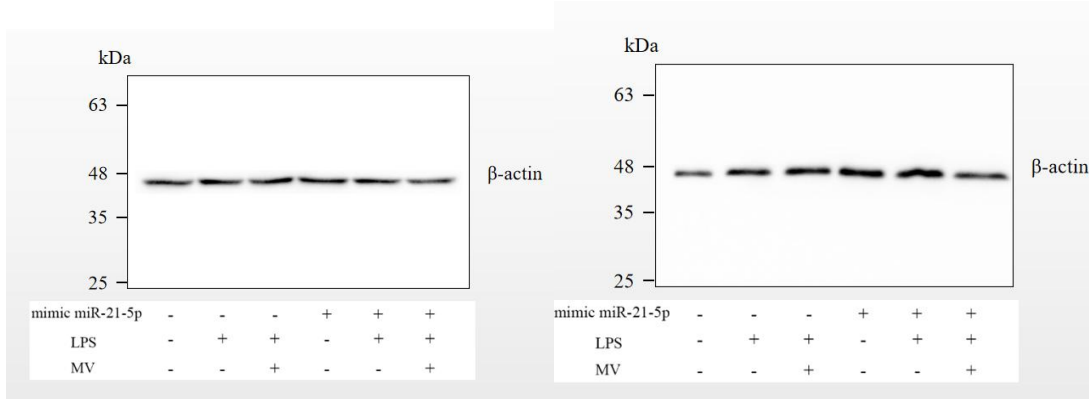 kDa
63
48
β-actin
35
25
mimic miR-21-5p - - - + + +
LPS - + + - + +
MV - - + - - +
kDa
63
48
β-actin
35
25
mimic miR-21-5p - - - + + +
LPS - + + - + +
MV - - + - - +